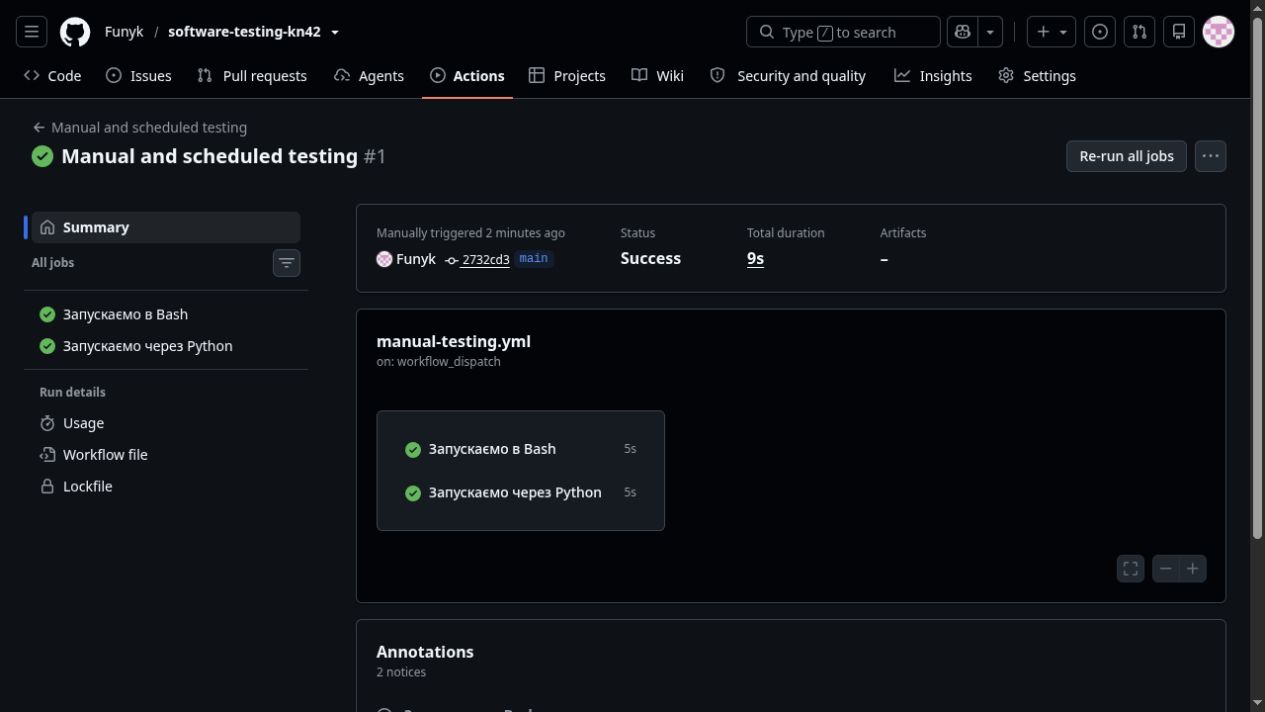 Funyk / software-testing-kn42
Type / to search
Code Issues Pull requests Agents Actions Projects Wiki Security and quality Insights Settings
Manual and scheduled testing
Manual and scheduled testing #1
Re-run all jobs
Summary
All jobs
Запускаємо в Bash
Запускаємо через Python
Run details
Usage
Workflow file
Lockfile
Manually triggered 2 minutes ago Status Total duration Artifacts
Funyk 2732cd3 main Success 9s –
manual-testing.yml
on: workflow_dispatch
Запускаємо в Bash 5s
Запускаємо через Python 5s
Annotations
2 notices